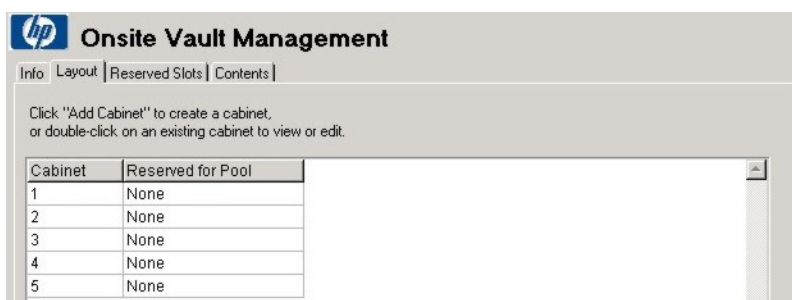 hp
Onsite Vault Management
Info Layout Reserved Slots Contents
Click "Add Cabinet" to create a cabinet,
or double-click on an existing cabinet to view or edit.
Cabinet Reserved for Pool
1 None
2 None
3 None
4 None
5 None